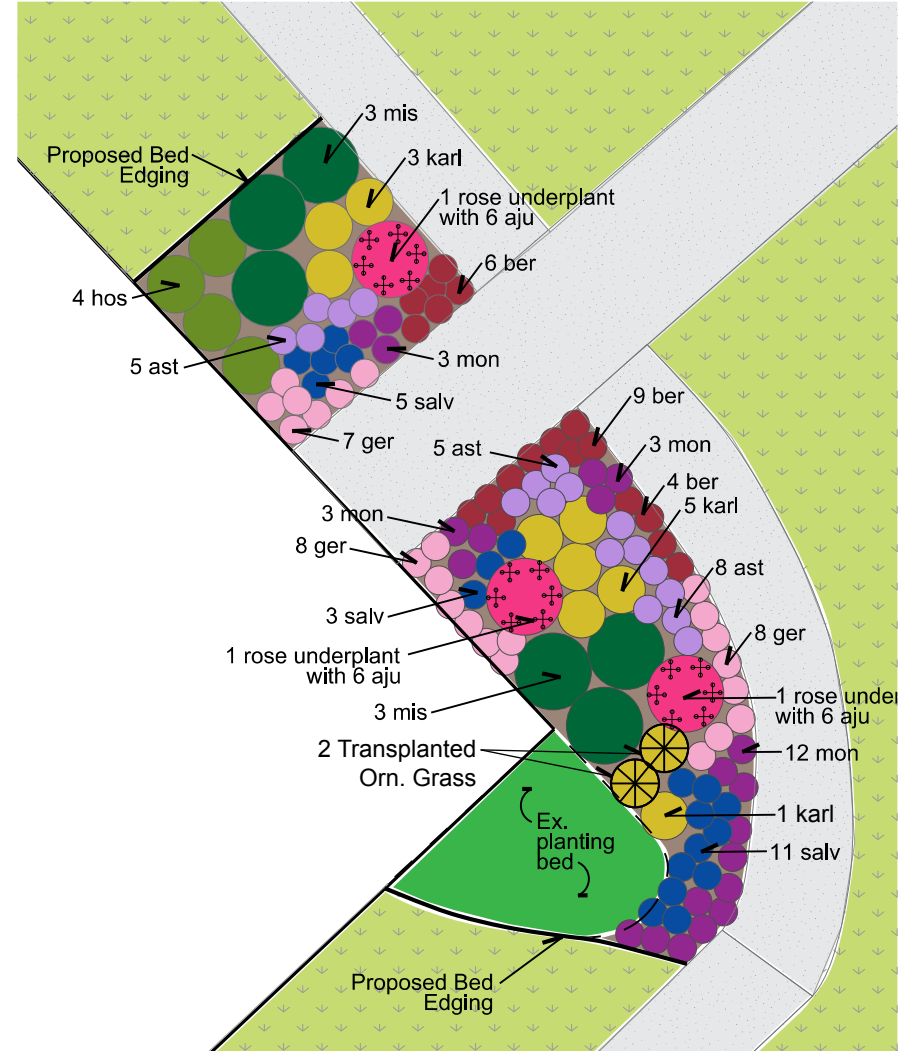 3 mis
Proposed Bed
Edging
3 karl
1 rose underplant
with 6 aju
6 ber
4 hos
5 ast
3 mon
5 salv
7 ger
9 ber
5 ast
3 mon
4 ber
5 karl
3 mon
8 ger
8 ast
3 salv
8 ger
1 rose underplant
with 6 aju
1 rose under
with 6 aju
3 mis
2 Transplanted
Orn. Grass
12 mon
1 karl
Ex.
planting
bed
11 salv
Proposed Bed
Edging